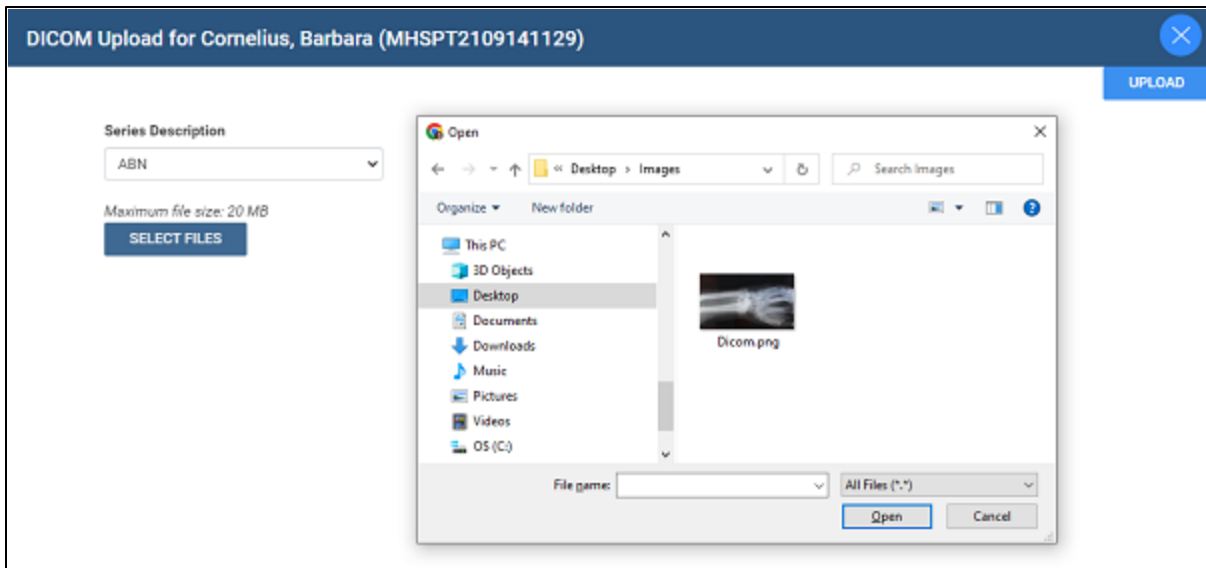 DICOM Upload for Cornelius, Barbara (MHSPT2109141129)
UPLOAD
Series Description
ABN
Maximum file size: 20 MB
SELECT FILES
Open
« Desktop › Images
Search Images
Organize
New folder
This PC
3D Objects
Desktop
Documents
Downloads
Music
Pictures
Videos
OS (C:)
Dicom.png
File name:
All Files (*.*)
Open
Cancel